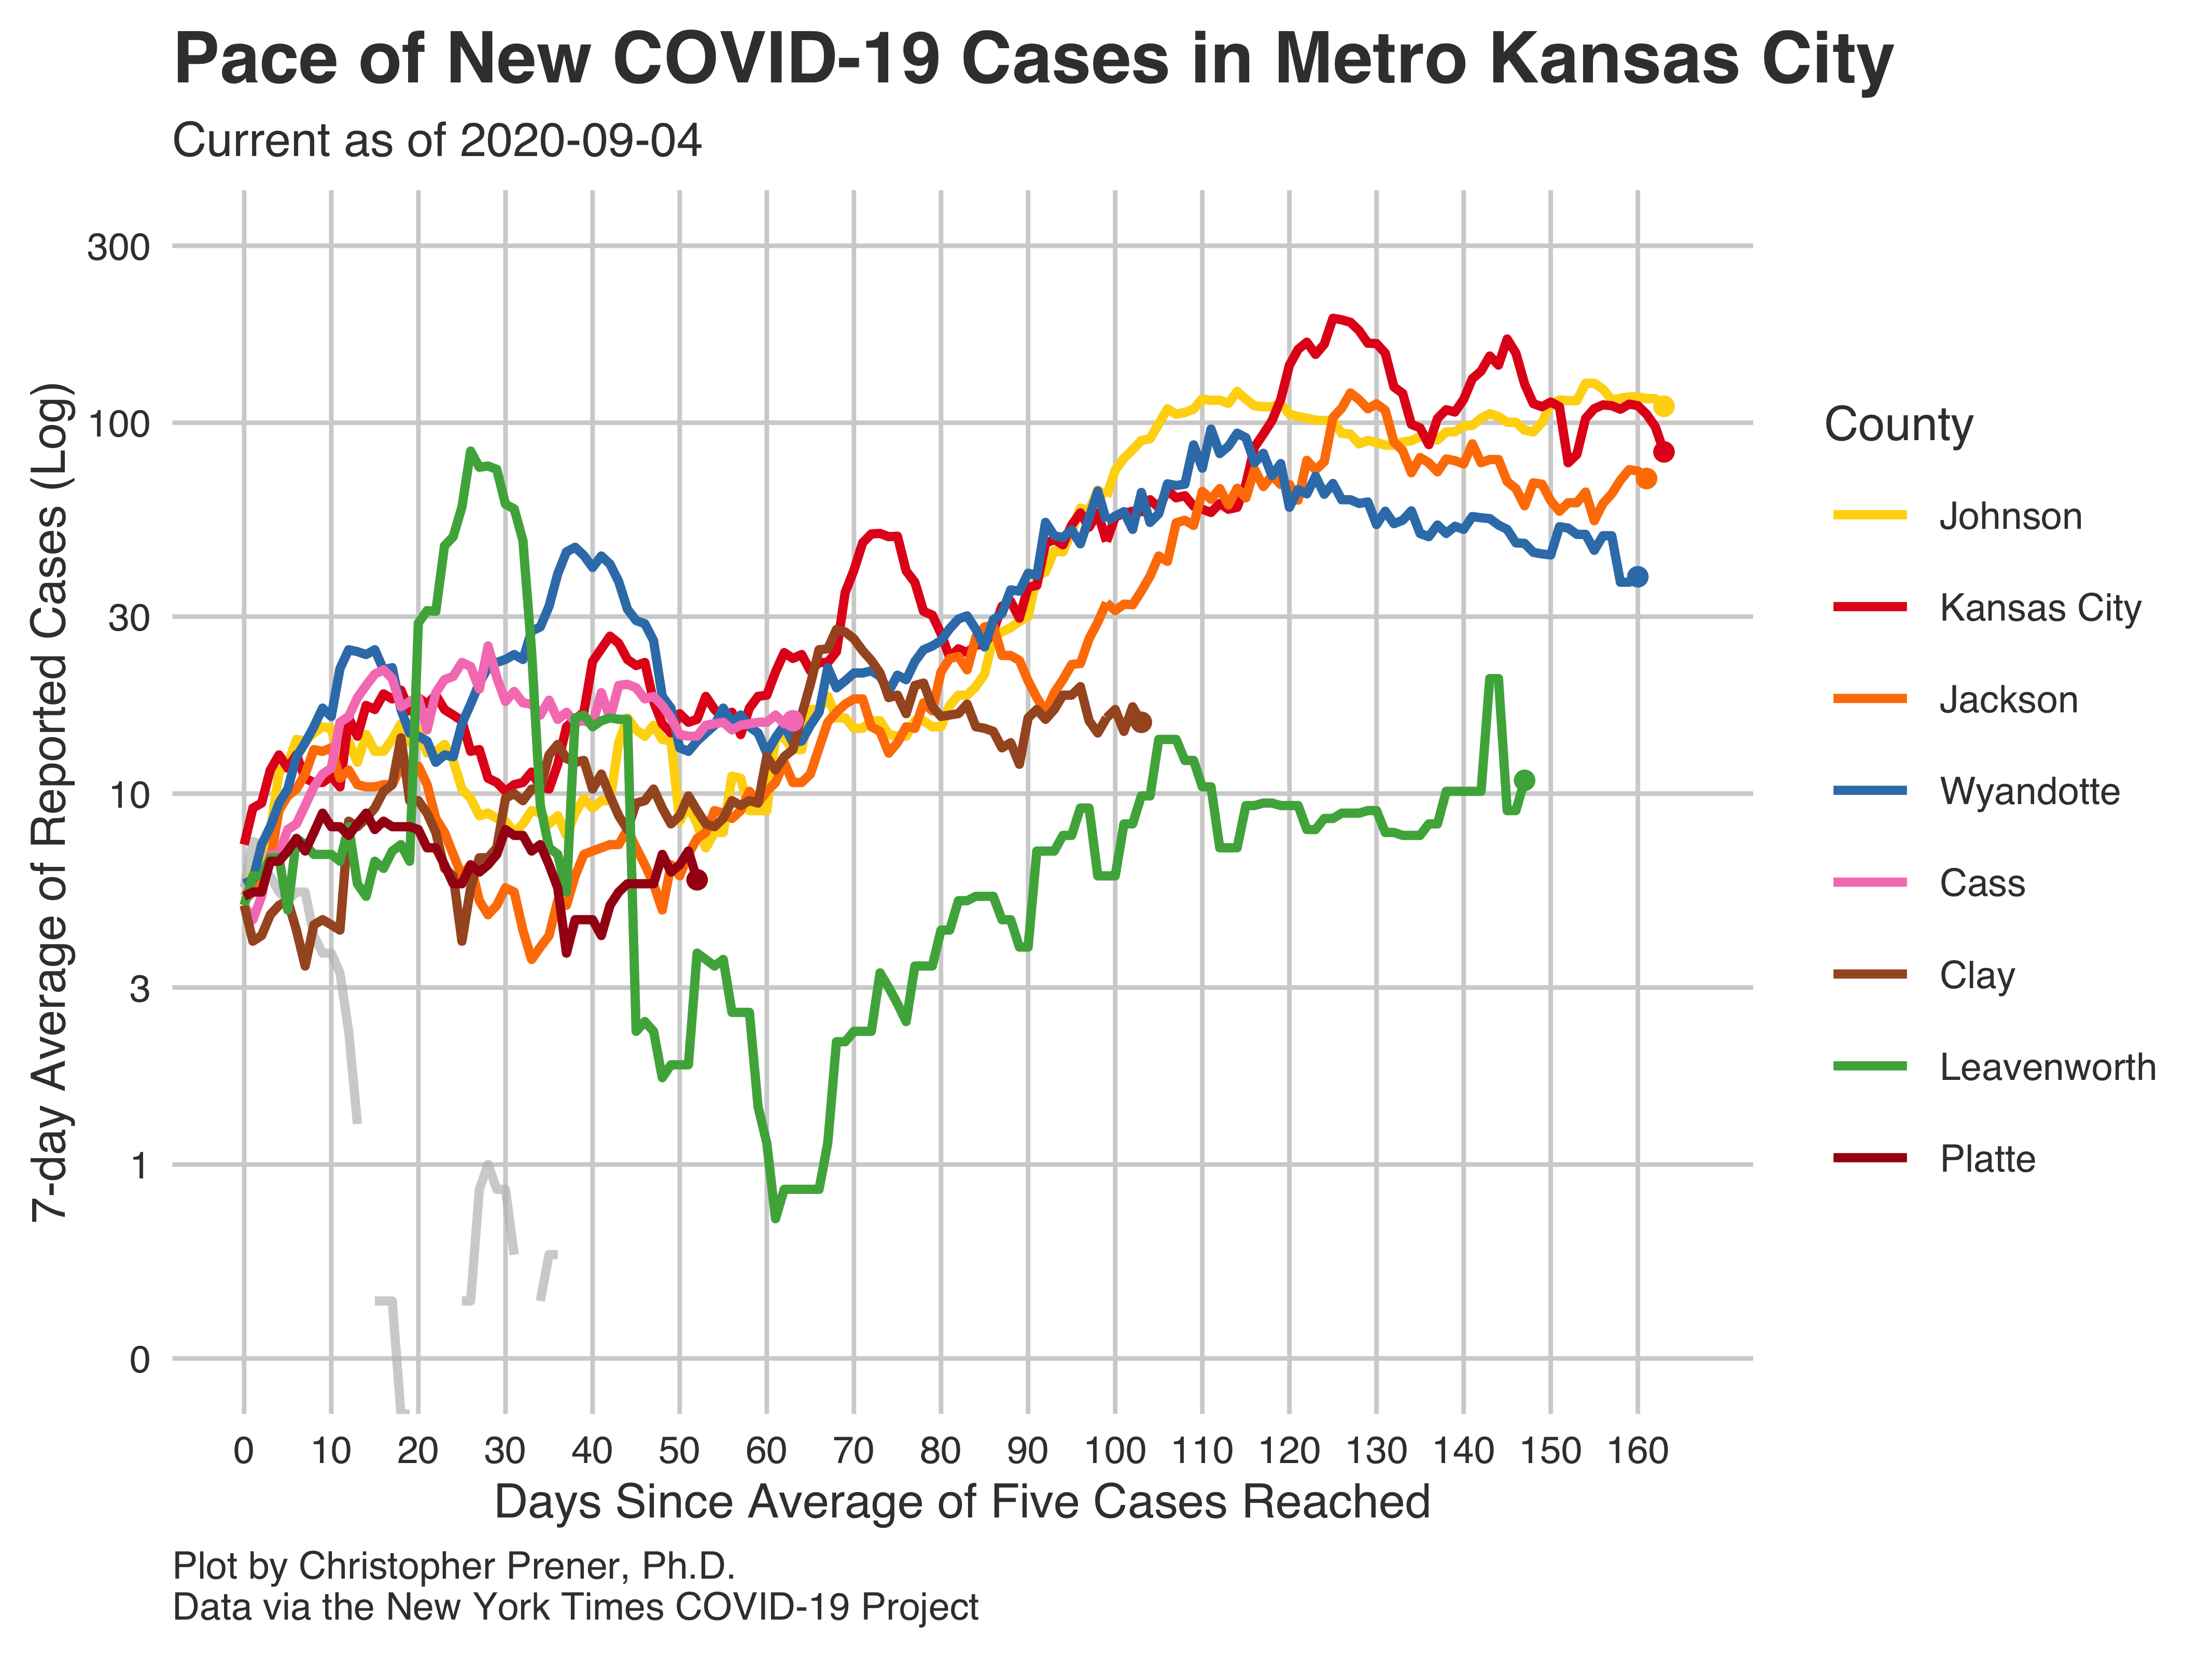 Pace of New COVID-19 Cases in Metro Kansas City
Current as of 2020-09-04
7-day Average of Reported Cases (Log)
300
100
30
10
3
1
0
0 10 20 30 40 50 60 70 80 90 100 110 120 130 140 150 160
Days Since Average of Five Cases Reached
County
Johnson
Kansas City
Jackson
Wyandotte
Cass
Clay
Leavenworth
Platte
Plot by Christopher Prener, Ph.D.
Data via the New York Times COVID-19 Project